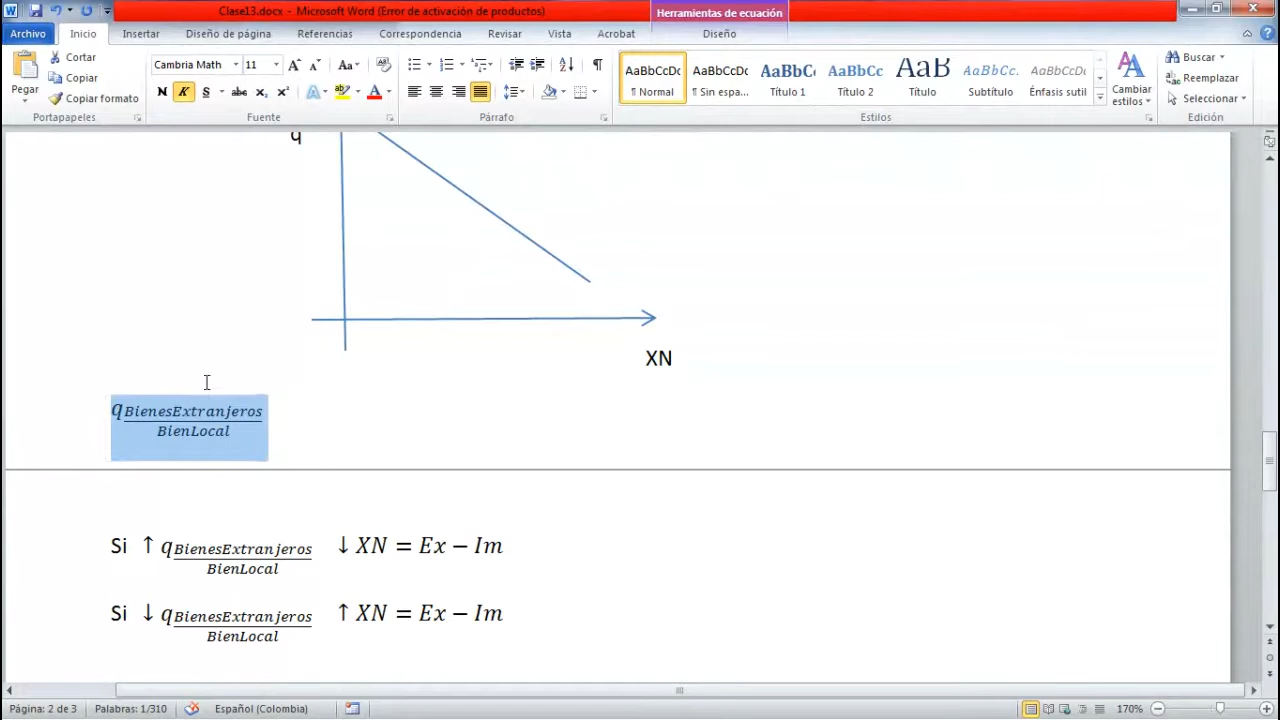 Clase13.docx - Microsoft Word (Error de activación de productos)
Herramientas de ecuación
Archivo Inicio Insertar Diseño de página Referencias Correspondencia Revisar Vista Acrobat Diseño
Pegar
Cortar
Copiar
Copiar formato
Portapapeles
Cambria Math 11
N K S abc x₂ x²
Fuente
Párrafo
AaBbCcDc AaBbCcDc AaBbC AaBbCc AaB AaBbCc. AaBbCcDc
¶ Normal ¶ Sin espa... Título 1 Título 2 Título Subtítulo Énfasis sutil
Cambiar estilos
Estilos
Buscar
Reemplazar
Seleccionar
Edición
q
XN
q BienesExtranjeros
BienLocal
Si ↑ q BienesExtranjeros ↓ XN = Ex − Im
BienLocal
Si ↓ q BienesExtranjeros ↑ XN = Ex − Im
BienLocal
Página: 2 de 3 Palabras: 1/310 Español (Colombia) 170%